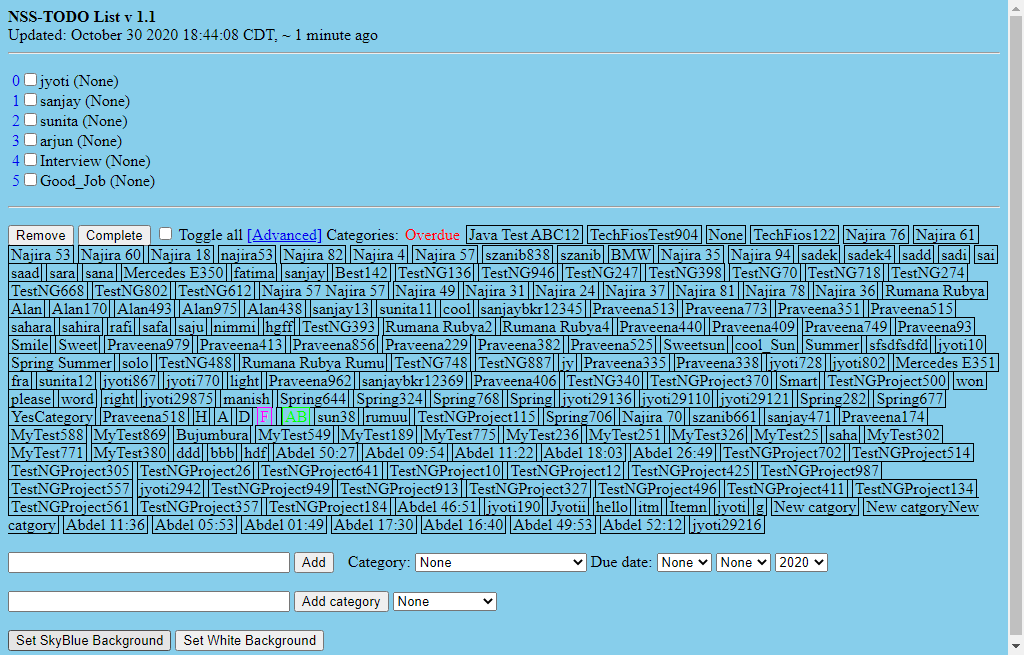 NSS-TODO List v 1.1
Updated: October 30 2020 18:44:08 CDT, ~ 1 minute ago
0 jyoti (None)
1 sanjay (None)
2 sunita (None)
3 arjun (None)
4 Interview (None)
5 Good_Job (None)
Remove Complete Toggle all [Advanced] Categories: Overdue Java Test ABC12 TechFiosTest904 None TechFios122 Najira 76 Najira 61
Najira 53 Najira 60 Najira 18 najira53 Najira 82 Najira 4 Najira 57 szanib838 szanib BMW Najira 35 Najira 94 sadek sadek4 sadd sadi sai
saad sara sana Mercedes E350 fatima sanjay Best142 TestNG136 TestNG946 TestNG247 TestNG398 TestNG70 TestNG718 TestNG274
TestNG668 TestNG802 TestNG612 Najira 57 Najira 57 Najira 49 Najira 31 Najira 24 Najira 37 Najira 81 Najira 78 Najira 36 Rumana Rubya
Alan Alan170 Alan493 Alan975 Alan438 sanjay13 sunita11 cool sanjaybkr12345 Praveena513 Praveena773 Praveena351 Praveena515
sahara sahira rafi safa saju nimmi hgff TestNG393 Rumana Rubya2 Rumana Rubya4 Praveena440 Praveena409 Praveena749 Praveena93
Smile Sweet Praveena979 Praveena413 Praveena856 Praveena229 Praveena382 Praveena525 Sweetsun cool_Sun Summer sfsdfsdfd jyoti10
Spring Summer solo TestNG488 Rumana Rubya Rumu TestNG748 TestNG887 jy Praveena335 Praveena338 jyoti728 jyoti802 Mercedes E351
fra sunita12 jyoti867 jyoti770 light Praveena962 sanjaybkr12369 Praveena406 TestNG340 TestNGProject370 Smart TestNGProject500 won
please word right jyoti29875 manish Spring644 Spring324 Spring768 Spring jyoti29136 jyoti29110 jyoti29121 Spring282 Spring677
YesCategory Praveena518 H A D F AB sun38 rumuu TestNGProject115 Spring706 Najira 70 szanib661 sanjay471 Praveena174
MyTest588 MyTest869 Bujumbura MyTest549 MyTest189 MyTest775 MyTest236 MyTest251 MyTest326 MyTest25 saha MyTest302
MyTest771 MyTest380 ddd bbb hdf Abdel 50:27 Abdel 09:54 Abdel 11:22 Abdel 18:03 Abdel 26:49 TestNGProject702 TestNGProject514
TestNGProject305 TestNGProject26 TestNGProject641 TestNGProject10 TestNGProject12 TestNGProject425 TestNGProject987
TestNGProject557 jyoti2942 TestNGProject949 TestNGProject913 TestNGProject327 TestNGProject496 TestNGProject411 TestNGProject134
TestNGProject561 TestNGProject357 TestNGProject184 Abdel 46:51 jyoti190 Jyotii hello itm Itemn jyoti g New catgory New catgoryNew
catgory Abdel 11:36 Abdel 05:53 Abdel 01:49 Abdel 17:30 Abdel 16:40 Abdel 49:53 Abdel 52:12 jyoti29216
Add Category: None Due date: None None 2020
Add category None
Set SkyBlue Background Set White Background